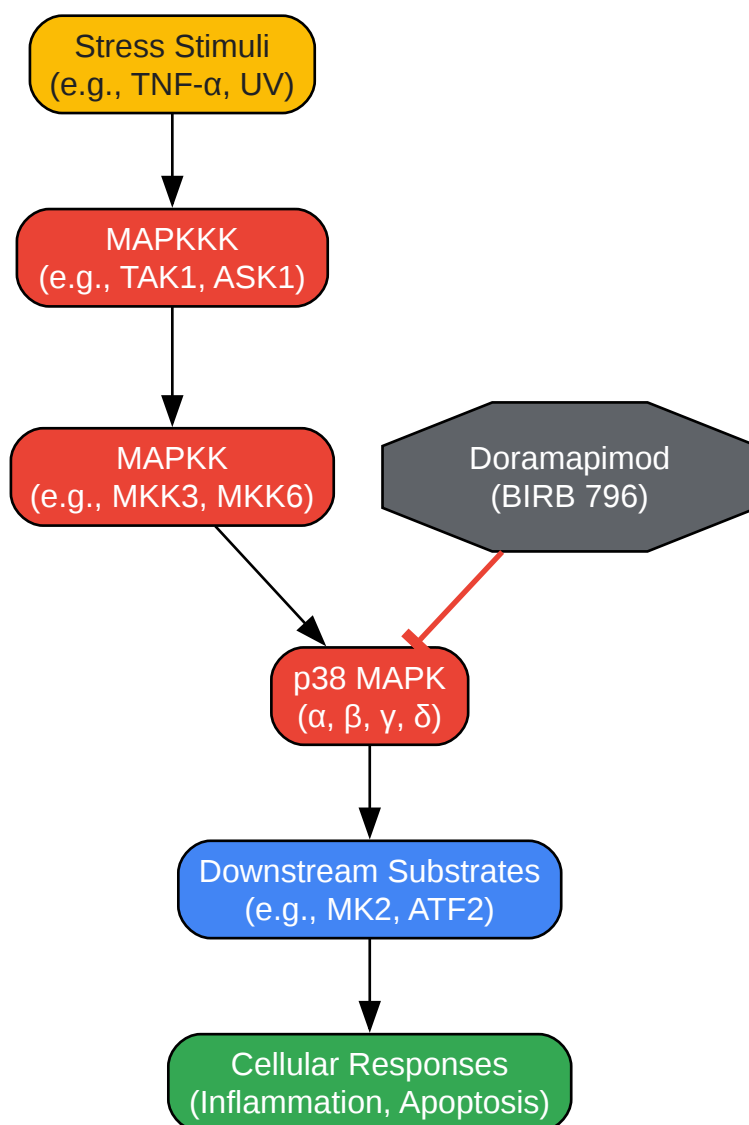 Stress Stimuli
(e.g., TNF-α, UV)
MAPKKK
(e.g., TAK1, ASK1)
MAPKK
(e.g., MKK3, MKK6)
Doramapimod
(BIRB 796)
p38 MAPK
(α, β, γ, δ)
Downstream Substrates
(e.g., MK2, ATF2)
Cellular Responses
(Inflammation, Apoptosis)